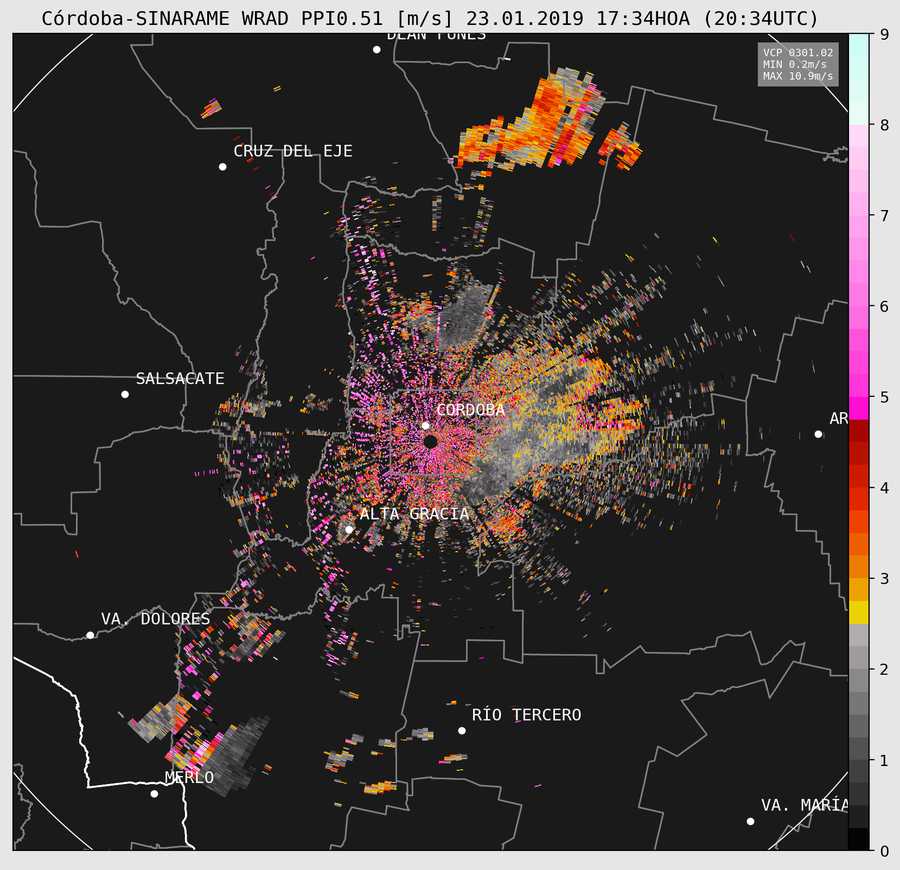 Córdoba-SINARAME WRAD PPI0.51 [m/s] 23.01.2019 17:34HOA (20:34UTC)
DEAN FUNES
VCP 0301.02
MIN 0.2m/s
MAX 10.9m/s
CRUZ DEL EJE
SALSACATE
CORDOBA
AR
ALTA GRACIA
VA. DOLORES
RÍO TERCERO
MERLO
VA. MARÍA
9
8
7
6
5
4
3
2
1
0